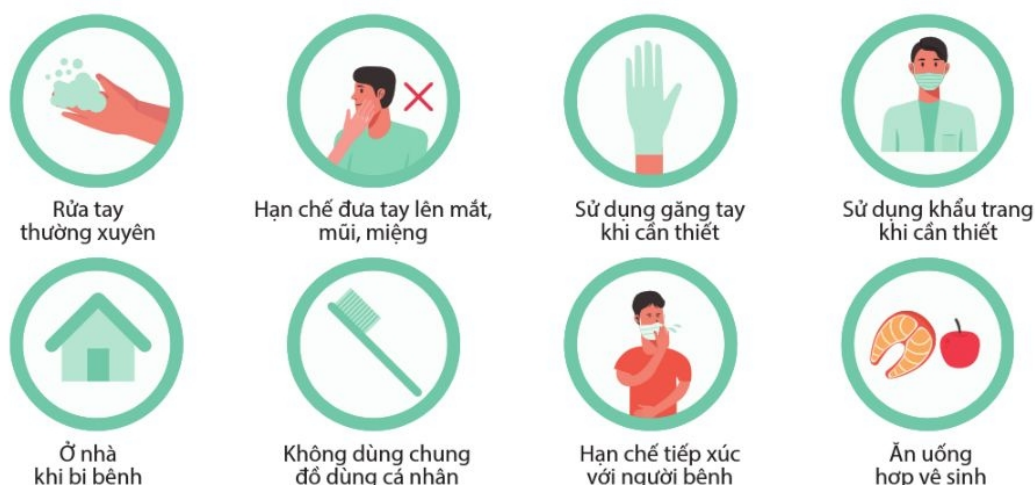 Rửa tay
thường xuyên
Hạn chế đưa tay lên mắt,
mũi, miệng
Sử dụng găng tay
khi cần thiết
Sử dụng khẩu trang
khi cần thiết
Ở nhà
khi bị bệnh
Không dùng chung
đồ dùng cá nhân
Hạn chế tiếp xúc
với người bệnh
Ăn uống
hợp vệ sinh